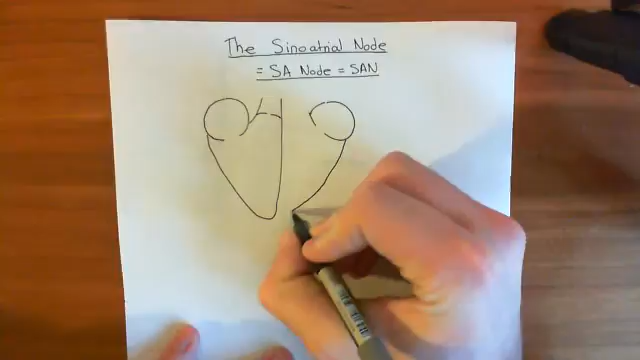 The Sinoatrial Node
= SA Node = SAN